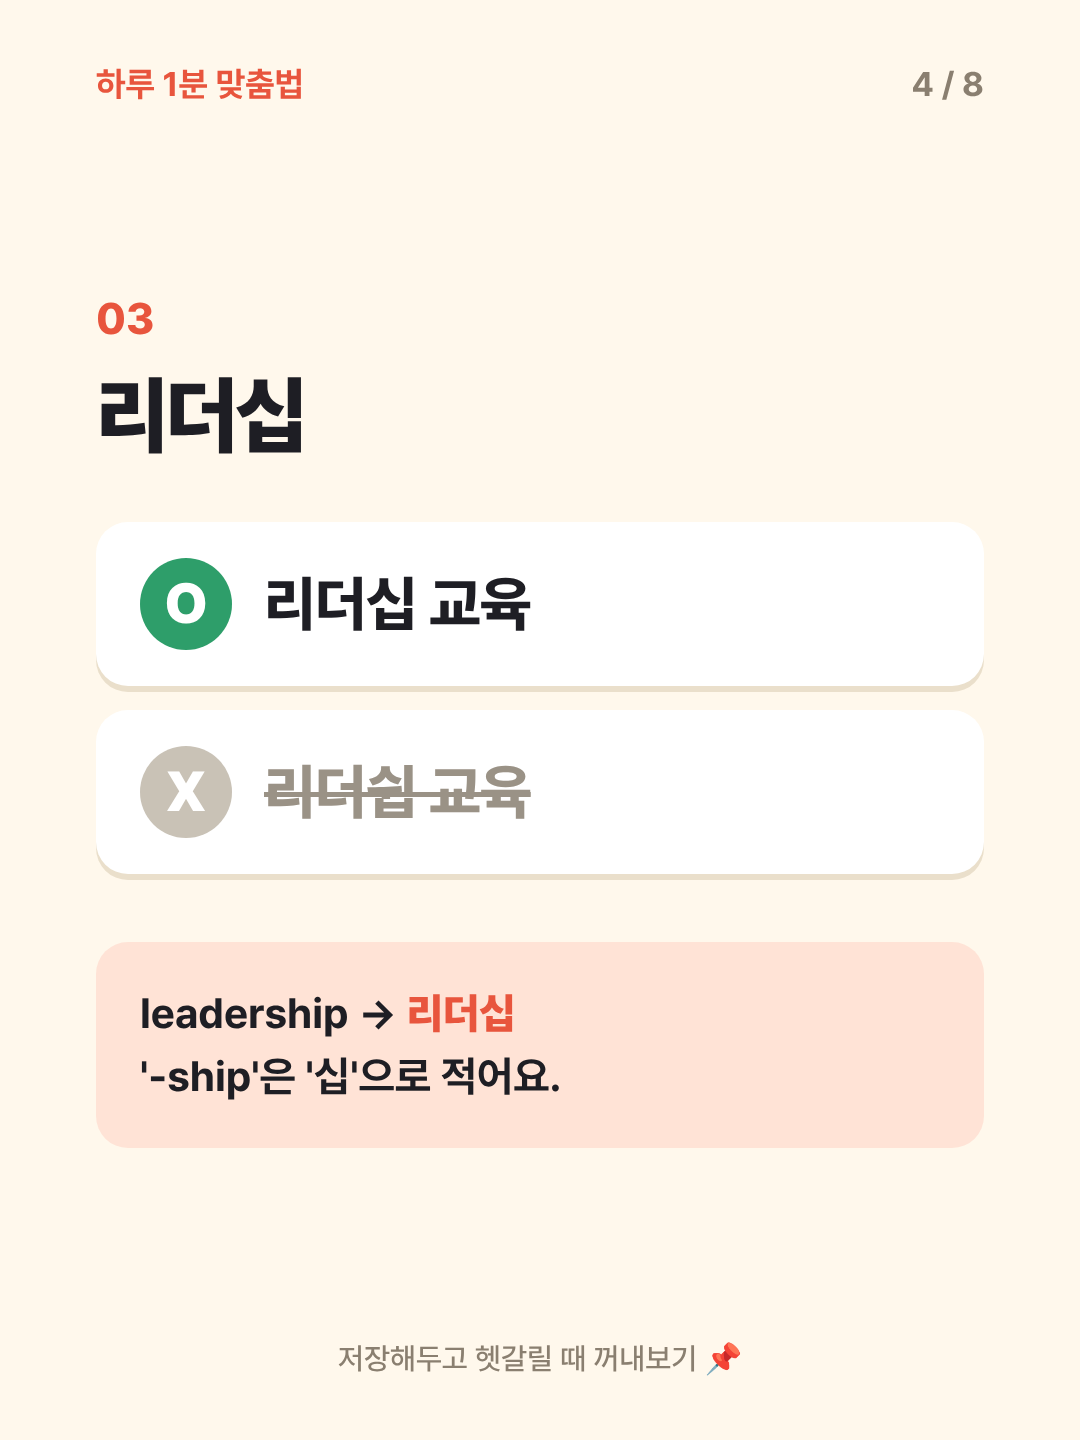 하루 1분 맞춤법
4 / 8
03
리더십
O 리더십 교육
X 리더쉽 교육
leadership → 리더십
'-ship'은 '십'으로 적어요.
저장해두고 헷갈릴 때 꺼내보기 📌